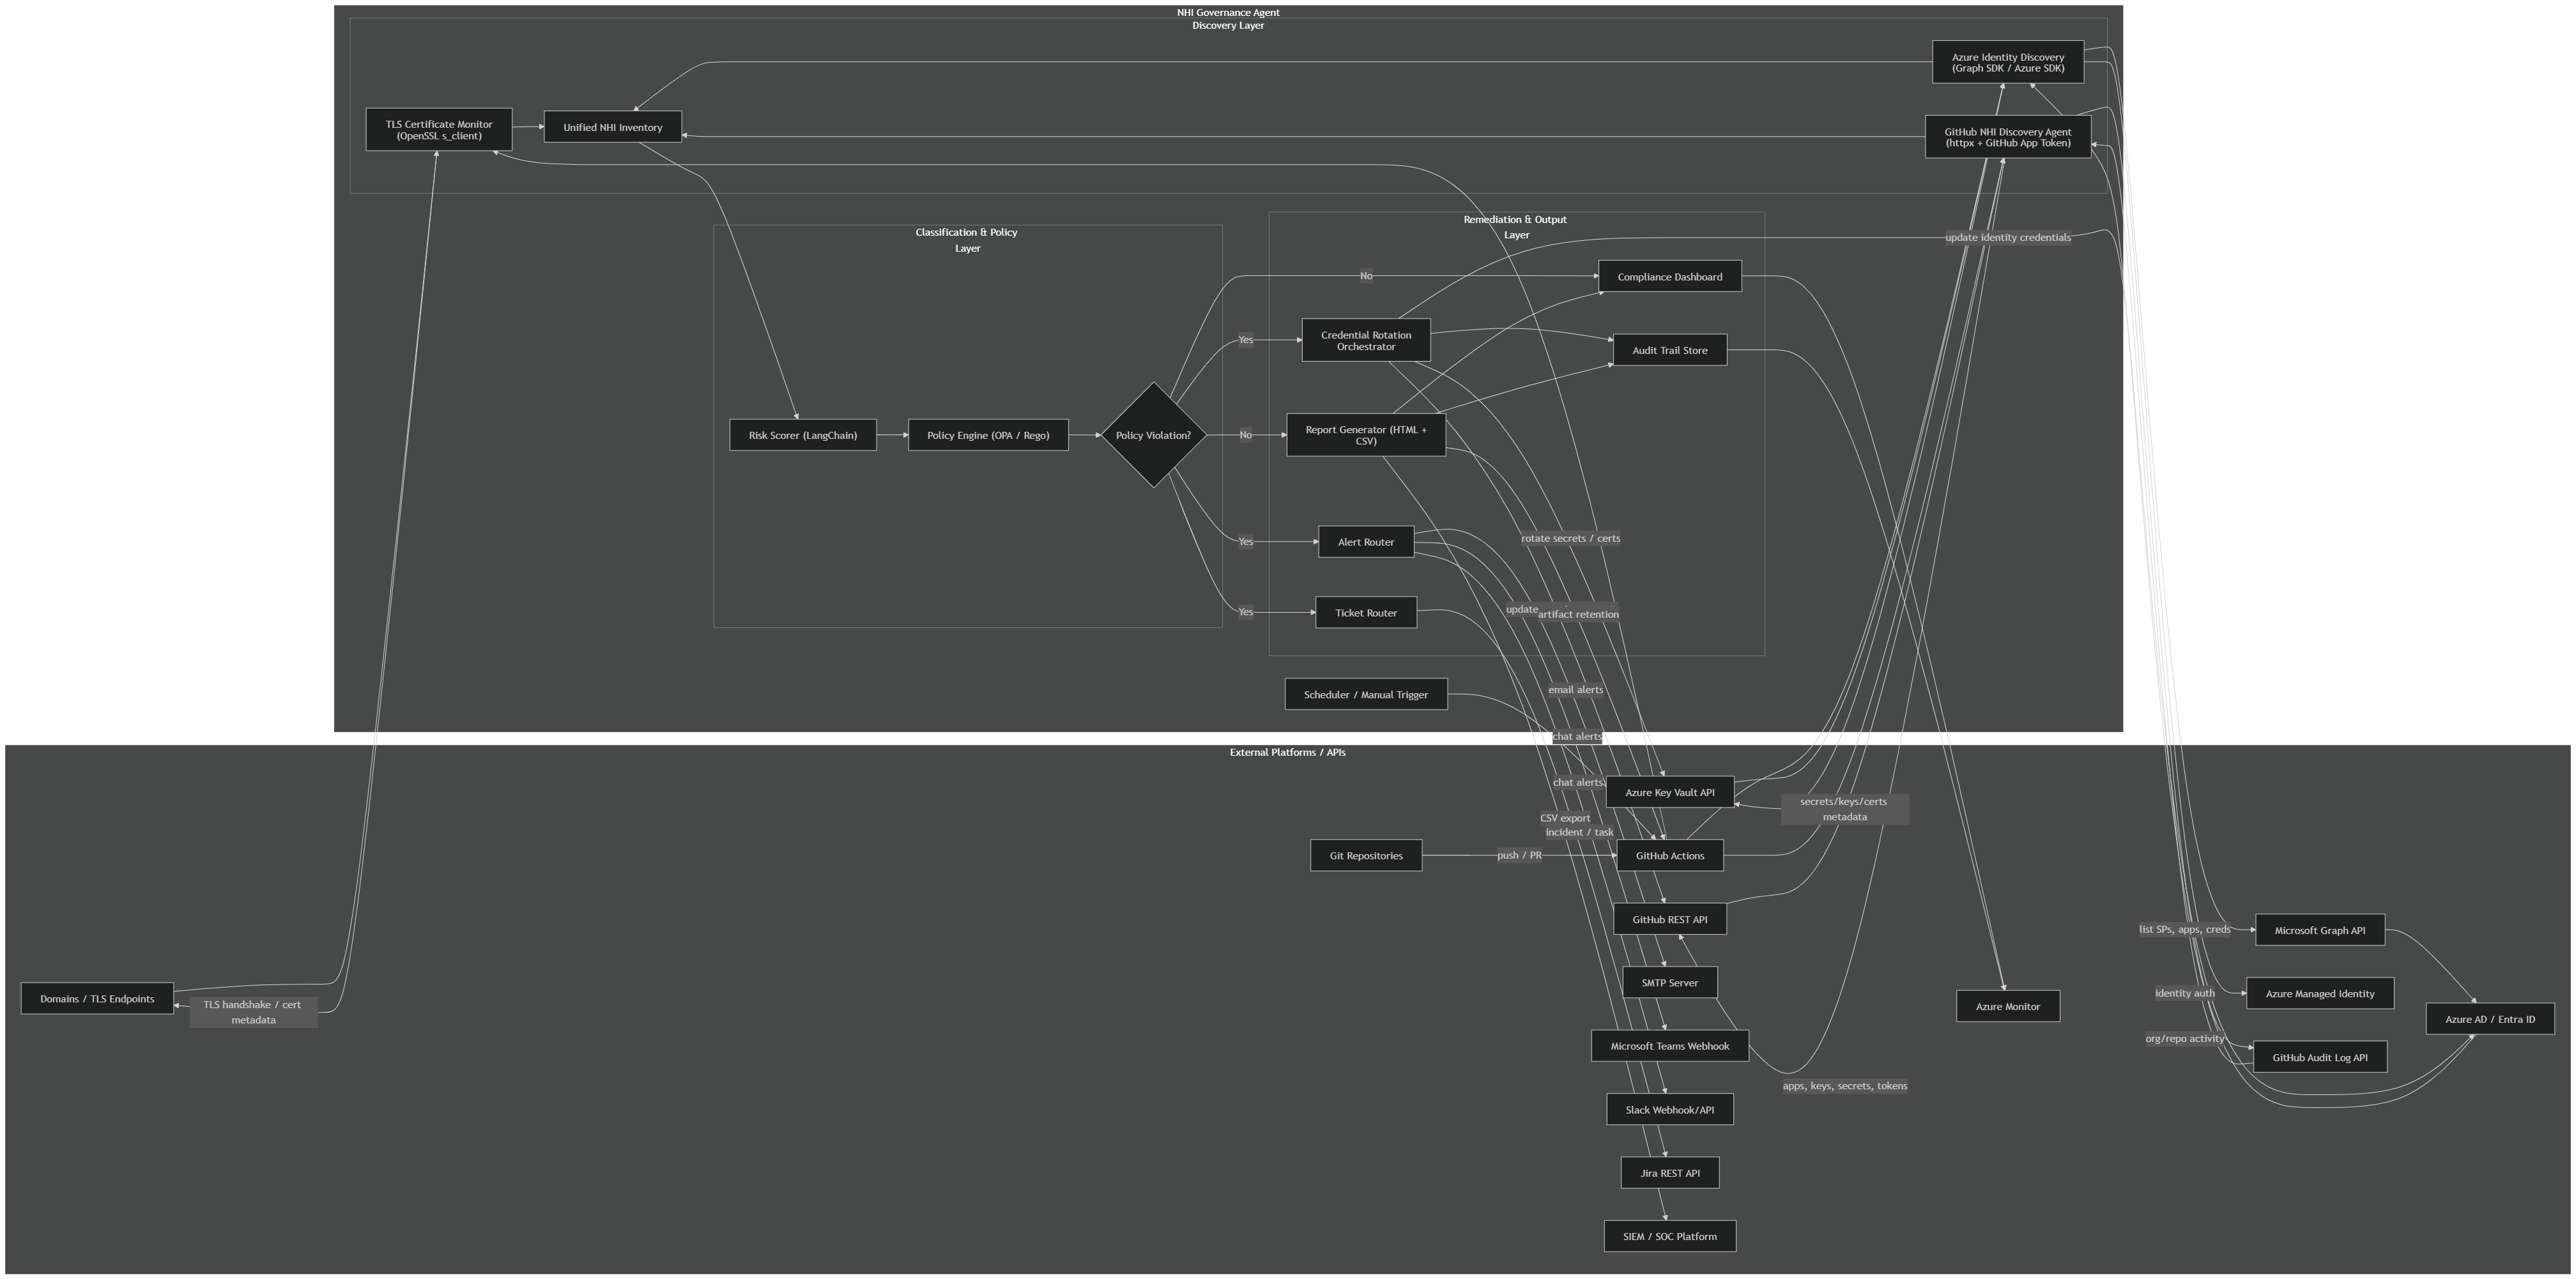 NHI Governance Agent
Discovery Layer
Azure Identity Discovery
(Graph SDK / Azure SDK)
TLS Certificate Monitor
(OpenSSL s_client)
Unified NHI Inventory
GitHub NHI Discovery Agent
(httpx + GitHub App Token)
Classification & Policy
Layer
Remediation & Output
Layer
update identity credentials
No
Compliance Dashboard
Yes
Credential Rotation
Orchestrator
Audit Trail Store
Risk Scorer (LangChain)
Policy Engine (OPA / Rego)
Policy Violation?
No
Report Generator (HTML +
CSV)
Yes
Alert Router
rotate secrets / certs
Yes
Ticket Router
update
artifact retention
Scheduler / Manual Trigger
email alerts
chat alerts
External Platforms / APIs
chat alerts
Azure Key Vault API
secrets/keys/certs
metadata
CSV export
incident / task
Git Repositories
push / PR
GitHub Actions
GitHub REST API
list SPs, apps, creds
Microsoft Graph API
Domains / TLS Endpoints
TLS handshake / cert
metadata
SMTP Server
Azure Monitor
identity auth
Azure Managed Identity
Azure AD / Entra ID
Microsoft Teams Webhook
org/repo activity
GitHub Audit Log API
apps, keys, secrets, tokens
Slack Webhook/API
Jira REST API
SIEM / SOC Platform